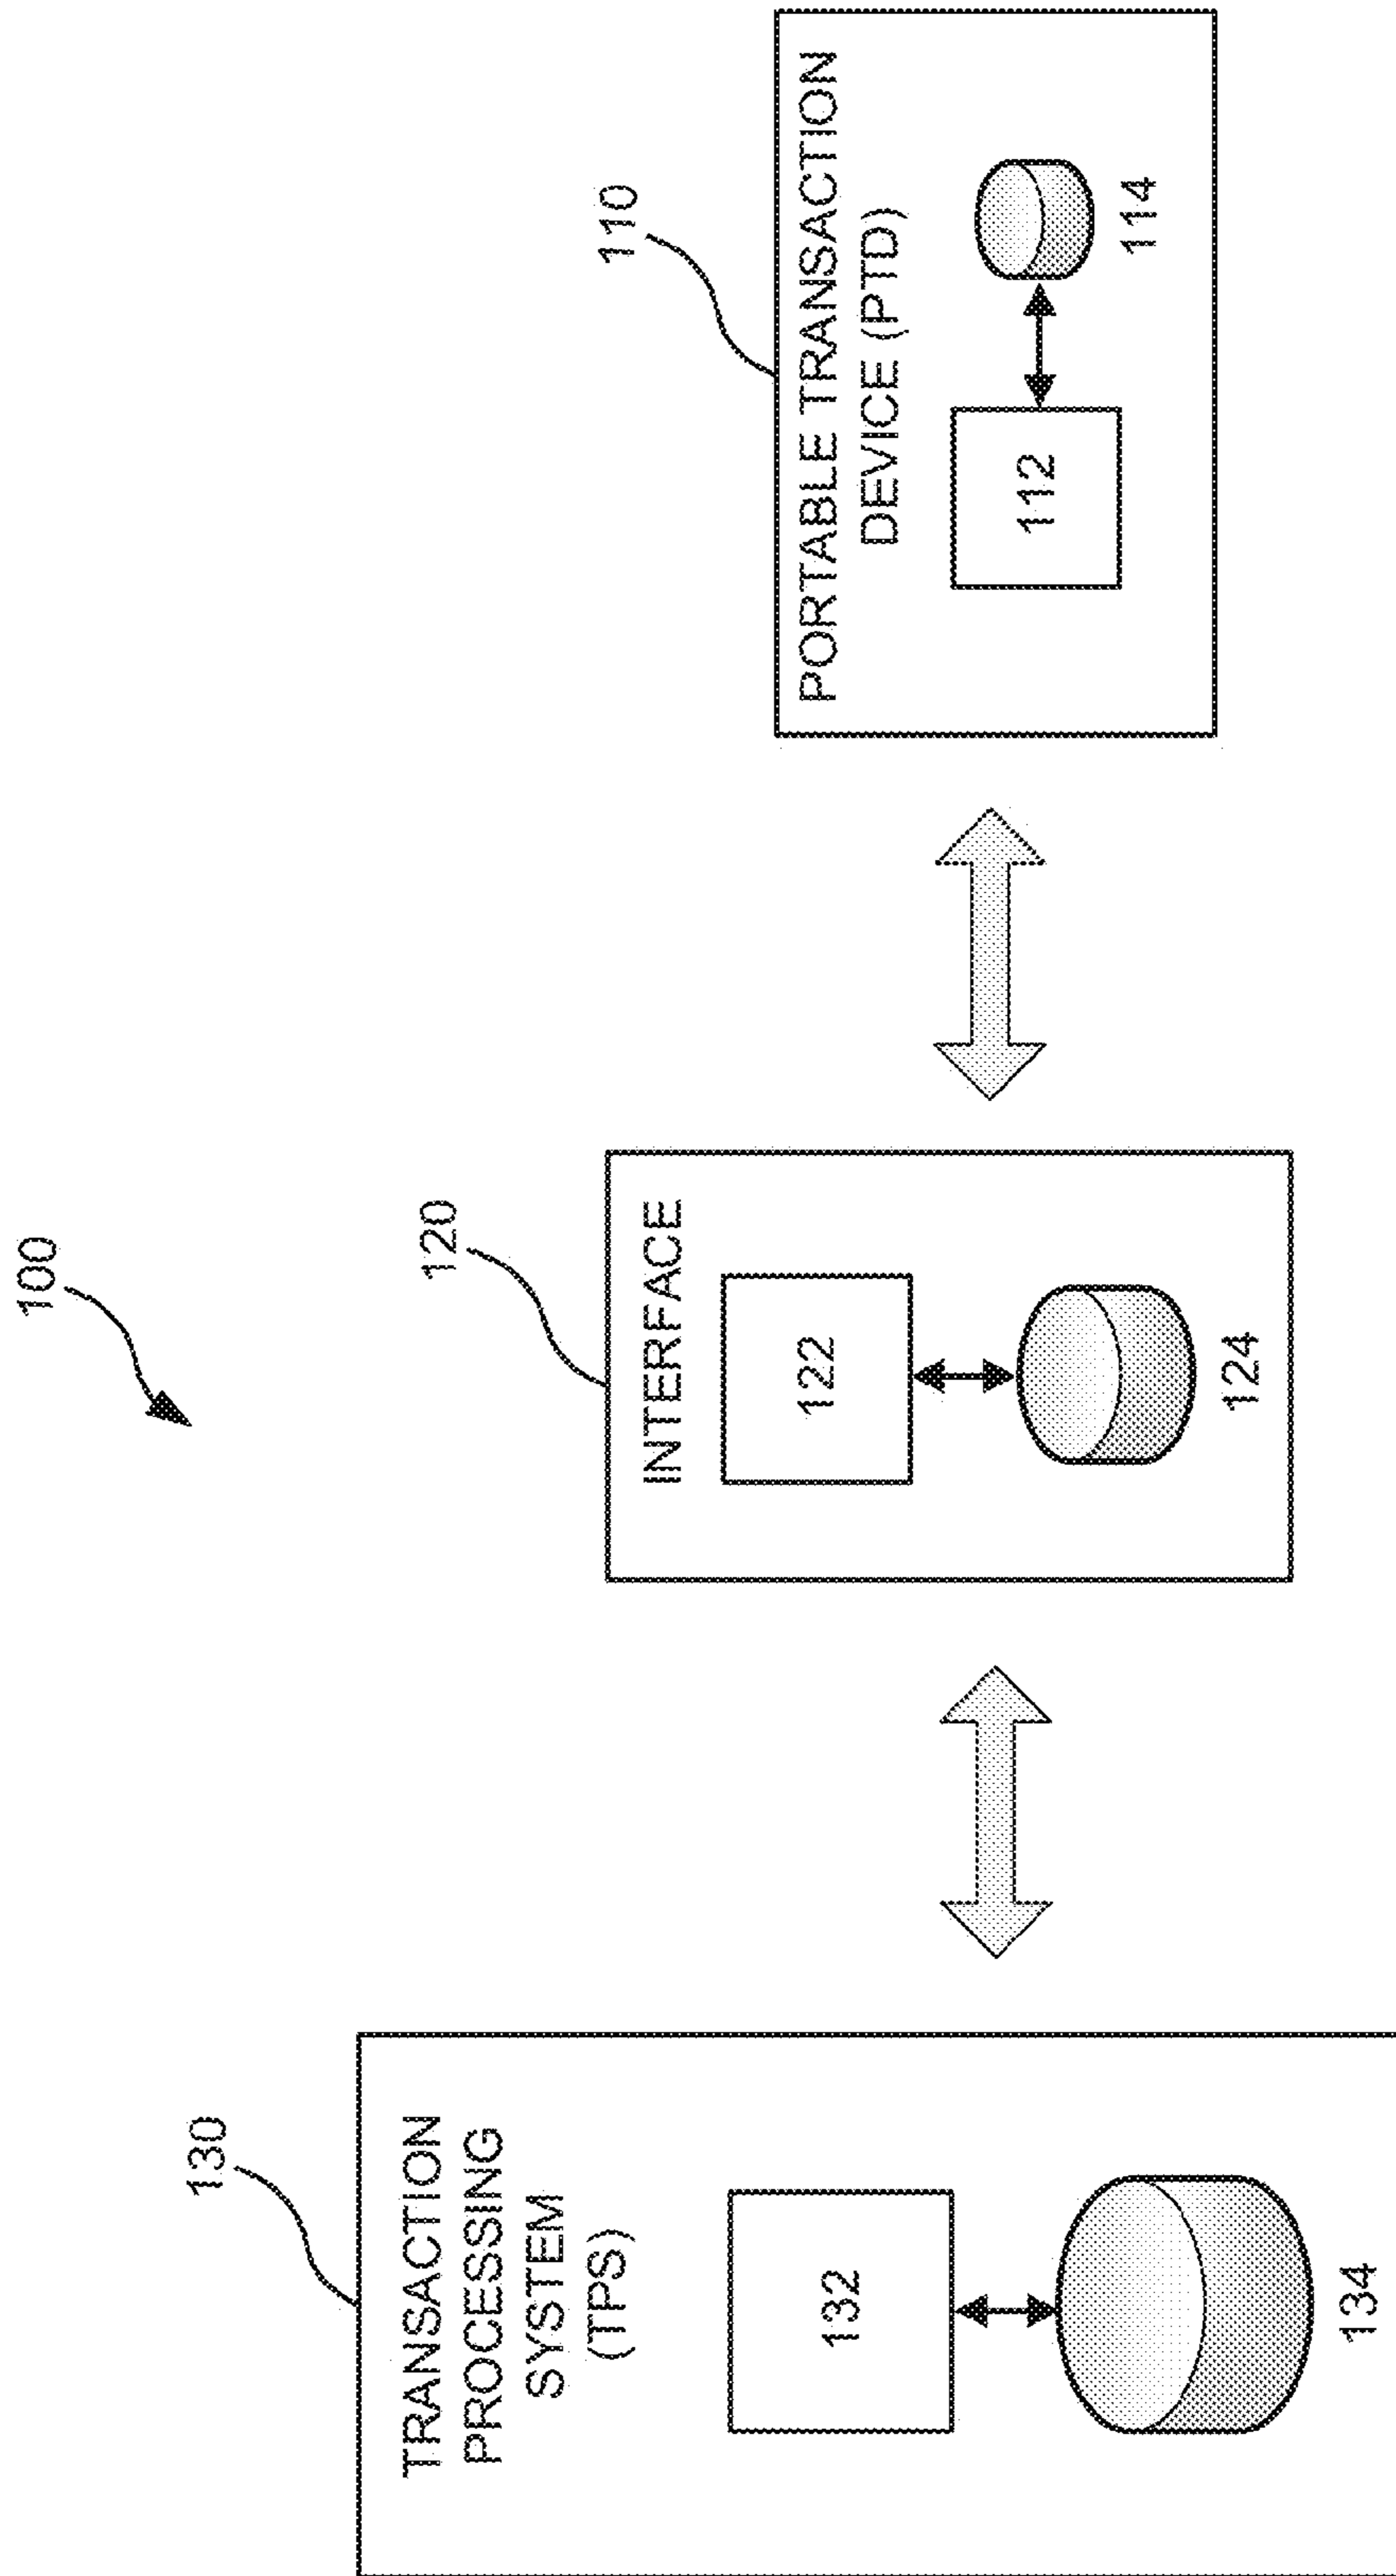 100
130
TRANSACTION
PROCESSING
SYSTEM
(TPS)
132
134
120
INTERFACE
122
124
110
PORTABLE TRANSACTION
DEVICE (PTD)
112
114